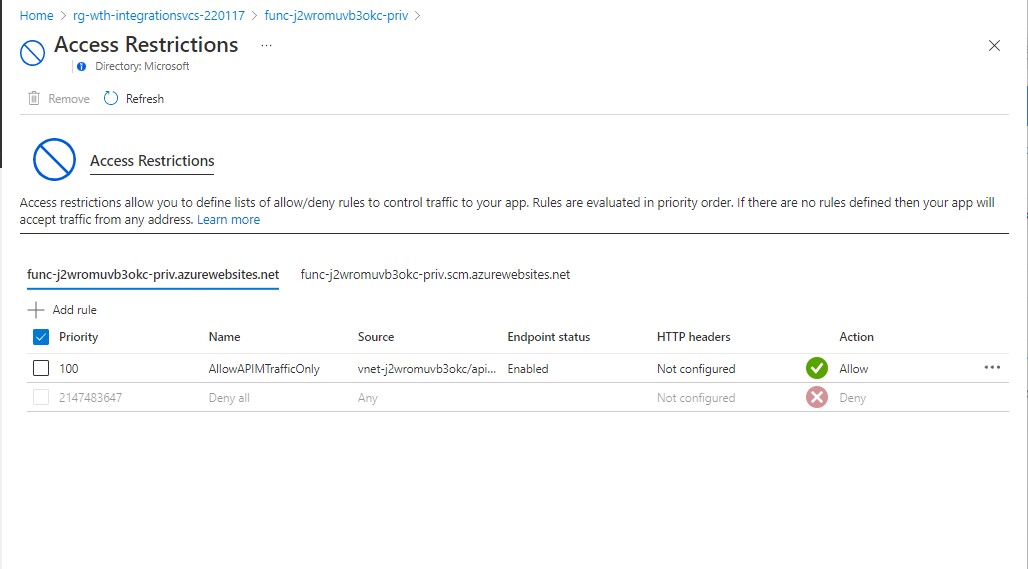 Home > rg-wth-integrationsvcs-220117 > func-j2wromuvb3okc-priv >
Access Restrictions ...
Directory: Microsoft
Remove Refresh
Access Restrictions
Access restrictions allow you to define lists of allow/deny rules to control traffic to your app. Rules are evaluated in priority order. If there are no rules defined then your app will
accept traffic from any address. Learn more
func-j2wromuvb3okc-priv.azurewebsites.net func-j2wromuvb3okc-priv.scm.azurewebsites.net
Add rule
Priority Name Source Endpoint status HTTP headers Action
100 AllowAPIMTrafficOnly vnet-j2wromuvb3okc/api... Enabled Not configured Allow ...
2147483647 Deny all Any Not configured Deny